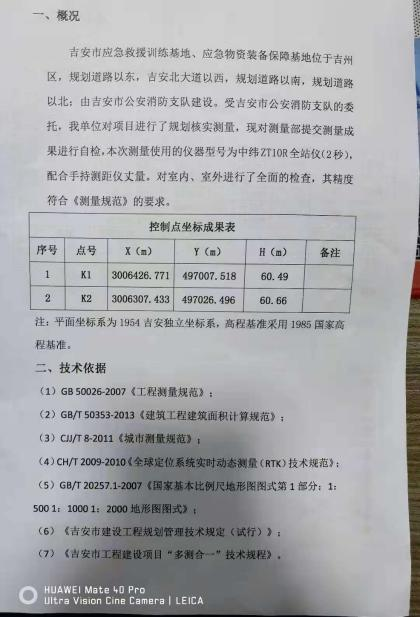 一、概况
吉安市应急救援训练基地、应急物资装备保障基地位于吉州
区，规划道路以东，吉安北大道以西，规划道路以南，规划道路
以北；由吉安市公安消防支队建设。受吉安市公安消防支队的委
托，我单位对项目进行了规划核实测量，现对测量部提交测量成
果进行自检，本次测量使用的仪器型号为中纬ZT10R全站仪(2秒)，
配合手持测距仪丈量。对室内、室外进行了全面的检查，其精度
符合《测量规范》的要求。
控制点坐标成果表
序号 点号 X（m） Y（m） H（m） 备注
1 K1 3006426.771 497007.518 60.49
2 K2 3006307.433 497026.496 60.66
注：平面坐标系为1954吉安独立坐标系，高程基准采用1985国家高
程基准。
二、技术依据
（1）GB 50026-2007《工程测量规范》；
（2）GB/T 50353-2013《建筑工程建筑面积计算规范》；
（3）CJJ/T 8-2011《城市测量规范》；
（4）CH/T 2009-2010《全球定位系统实时动态测量（RTK）技术规范》；
（5）GB/T 20257.1-2007《国家基本比例尺地形图图式第1部分：1：
500 1：1000 1：2000地形图图式》；
（6）《吉安市建设工程规划管理技术规定（试行）》；
（7）《吉安市工程建设项目“多测合一”技术规程》。
HUAWEI Mate 40 Pro
Ultra Vision Cine Camera | LEICA